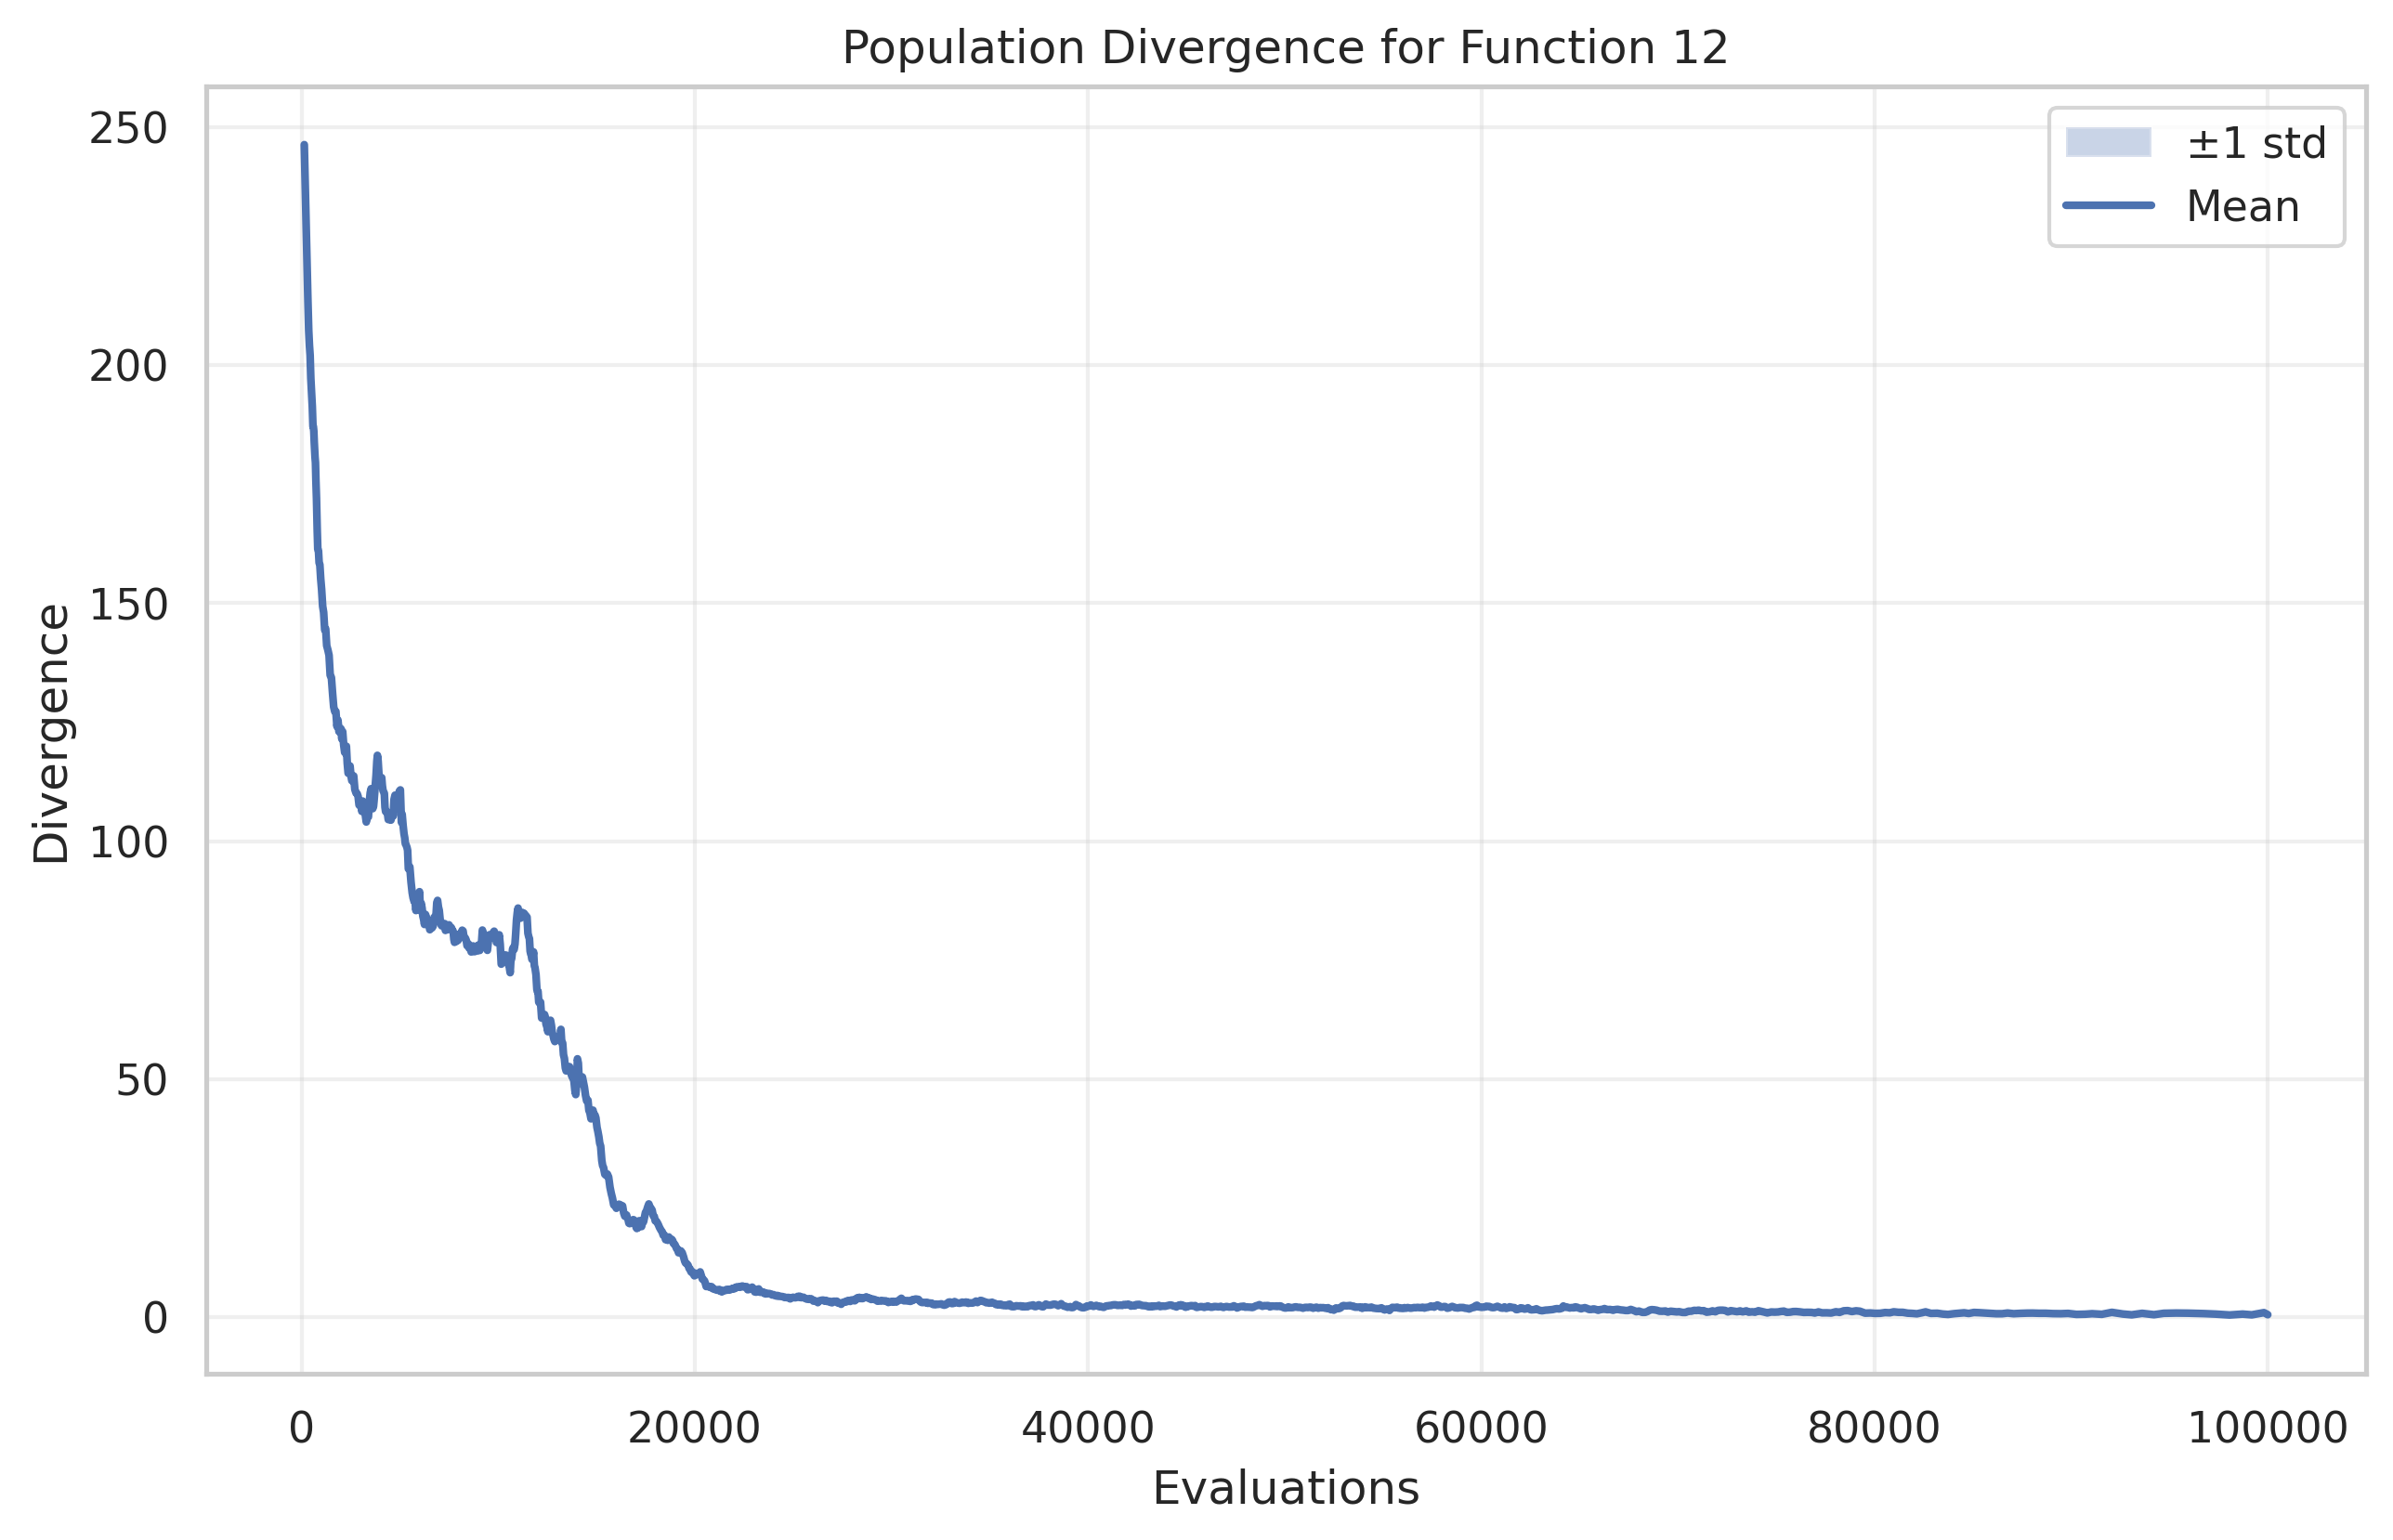 Population Divergence for Function 12
±1 std
Mean
Divergence
250
200
150
100
50
0
0 20000 40000 60000 80000 100000
Evaluations